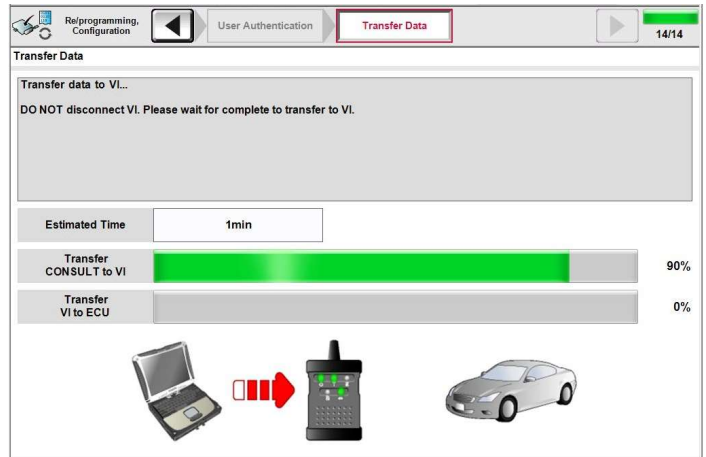 Re/programming,
Configuration
User Authentication
Transfer Data
14/14
Transfer Data
Transfer data to VI...
DO NOT disconnect VI. Please wait for complete to transfer to VI.
Estimated Time
1min
Transfer
CONSULT to VI
90%
Transfer
VI to ECU
0%